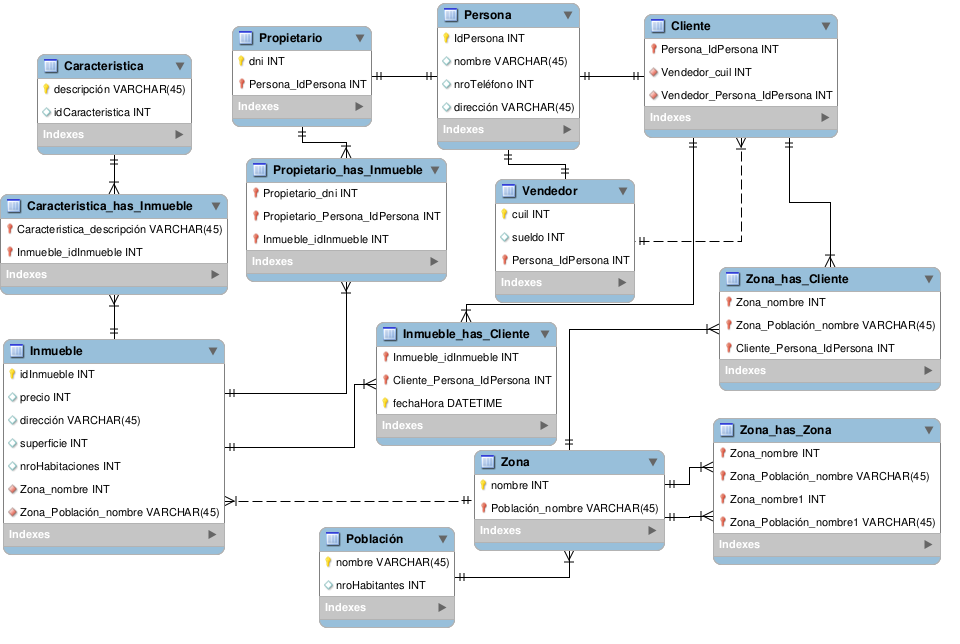 Persona
IdPersona INT
nombre VARCHAR(45)
nroTeléfono INT
dirección VARCHAR(45)
Indexes
Cliente
Persona_IdPersona INT
Vendedor_cuil INT
Vendedor_Persona_IdPersona INT
Indexes
Propietario
dni INT
Persona_IdPersona INT
Indexes
Caracteristica
descripción VARCHAR(45)
idCaracteristica INT
Indexes
Propietario_has_Inmueble
Propietario_dni INT
Propietario_Persona_IdPersona INT
Inmueble_idInmueble INT
Indexes
Vendedor
cuil INT
sueldo INT
Persona_IdPersona INT
Indexes
Caracteristica_has_Inmueble
Caracteristica_descripción VARCHAR(45)
Inmueble_idInmueble INT
Indexes
Zona_has_Cliente
Zona_nombre INT
Zona_Población_nombre VARCHAR(45)
Cliente_Persona_IdPersona INT
Indexes
Inmueble_has_Cliente
Inmueble_idInmueble INT
Cliente_Persona_IdPersona INT
fechaHora DATETIME
Indexes
Inmueble
idInmueble INT
precio INT
dirección VARCHAR(45)
superficie INT
nroHabitaciones INT
Zona_nombre INT
Zona_Población_nombre VARCHAR(45)
Indexes
Zona_has_Zona
Zona_nombre INT
Zona_Población_nombre VARCHAR(45)
Zona_nombre1 INT
Zona_Población_nombre1 VARCHAR(45)
Indexes
Zona
nombre INT
Población_nombre VARCHAR(45)
Indexes
Población
nombre VARCHAR(45)
nroHabitantes INT
Indexes